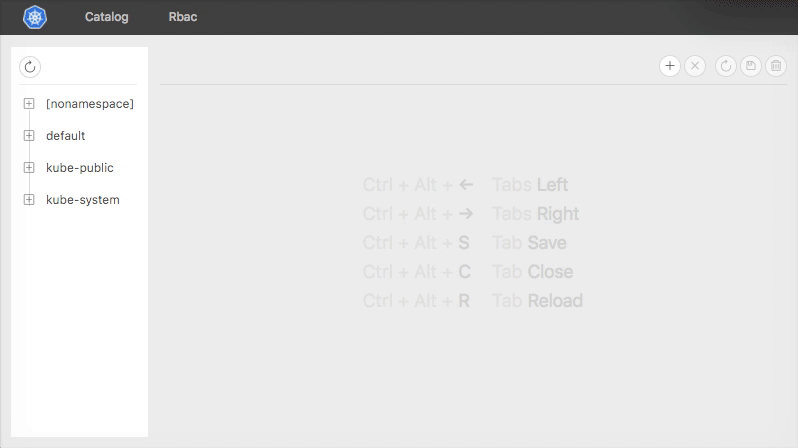 Catalog Rbac
[nonamespace]
default
kube-public
kube-system
Ctrl + Alt + ← Tabs Left
Ctrl + Alt + → Tabs Right
Ctrl + Alt + S Tab Save
Ctrl + Alt + C Tab Close
Ctrl + Alt + R Tab Reload